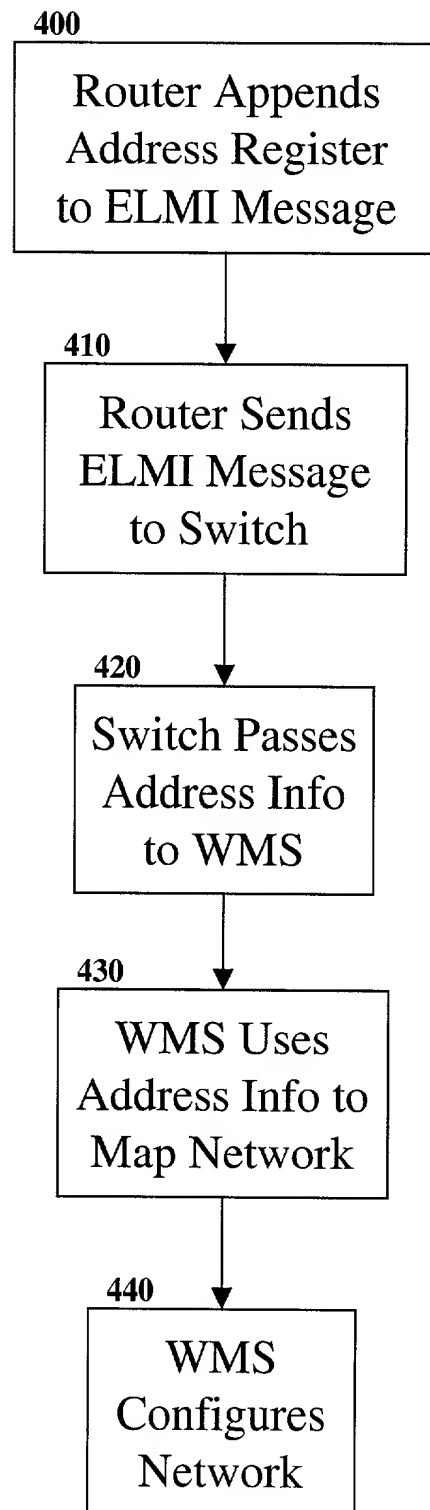 400
Router Appends
Address Register
to ELMI Message
410
Router Sends
ELMI Message
to Switch
420
Switch Passes
Address Info
to WMS
430
WMS Uses
Address Info to
Map Network
440
WMS
Configures
Network